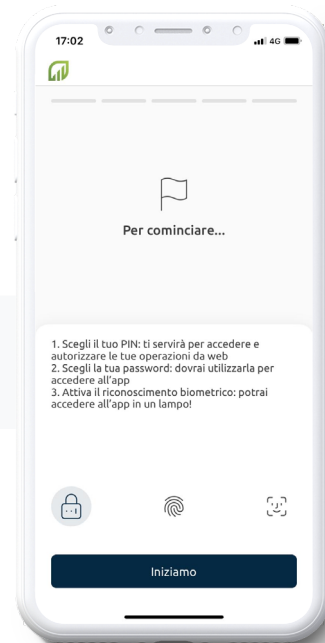 17:02
4G
Per cominciare...
1. Scegli il tuo PIN: ti servirà per accedere e
autorizzare le tue operazioni da web
2. Scegli la tua password: dovrai utilizzarla per
accedere all'app
3. Attiva il riconoscimento biometrico: potrai
accedere all'app in un lampo!
Iniziamo